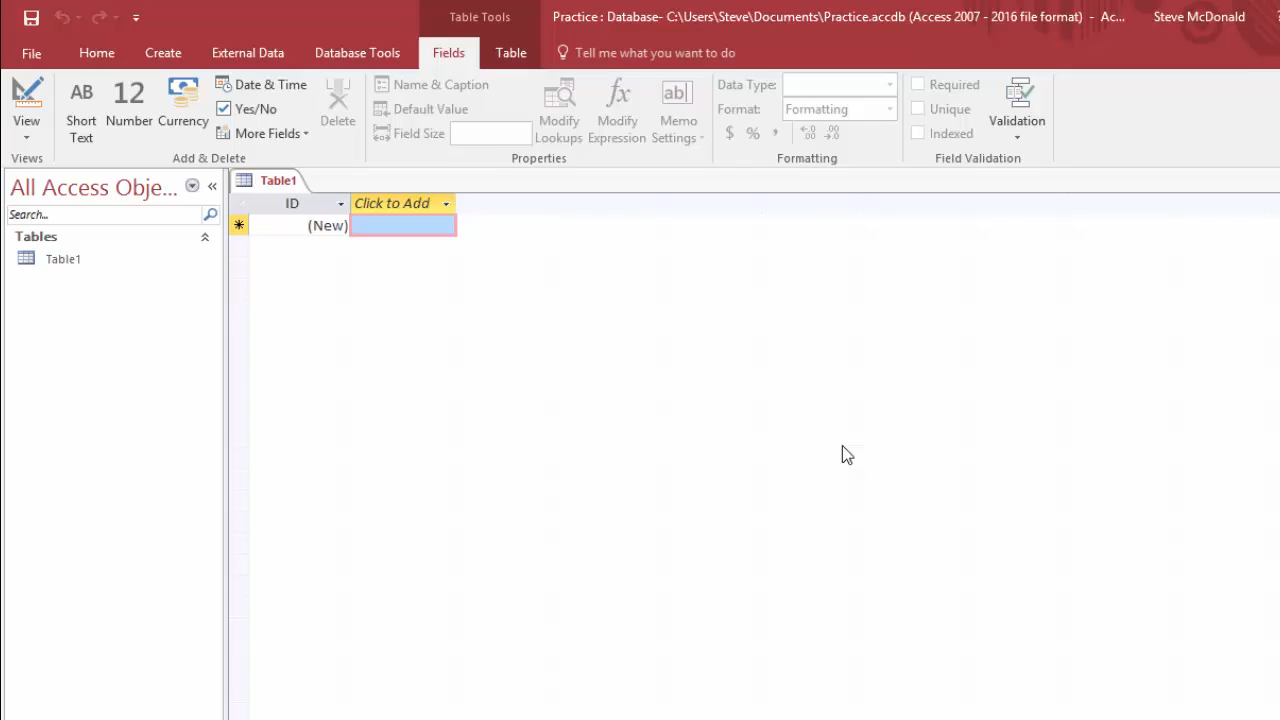 Table Tools
Practice : Database- C:\Users\Steve\Documents\Practice.accdb (Access 2007 - 2016 file format) - Ac...
Steve McDonald
File
Home
Create
External Data
Database Tools
Fields
Table
Tell me what you want to do
View
Views
AB
Short
Text
12
Number
Currency
Date & Time
Yes/No
More Fields
Delete
Add & Delete
Name & Caption
Default Value
Field Size
Modify
Lookups
fx
Modify
Expression
ab|
Memo
Settings
Properties
Data Type:
Format:
Formatting
$ % , ←.0 .00 .00 →.0
Formatting
Required
Unique
Indexed
Validation
Field Validation
All Access Obje...
Search...
Tables
Table1
Table1
ID
Click to Add
(New)